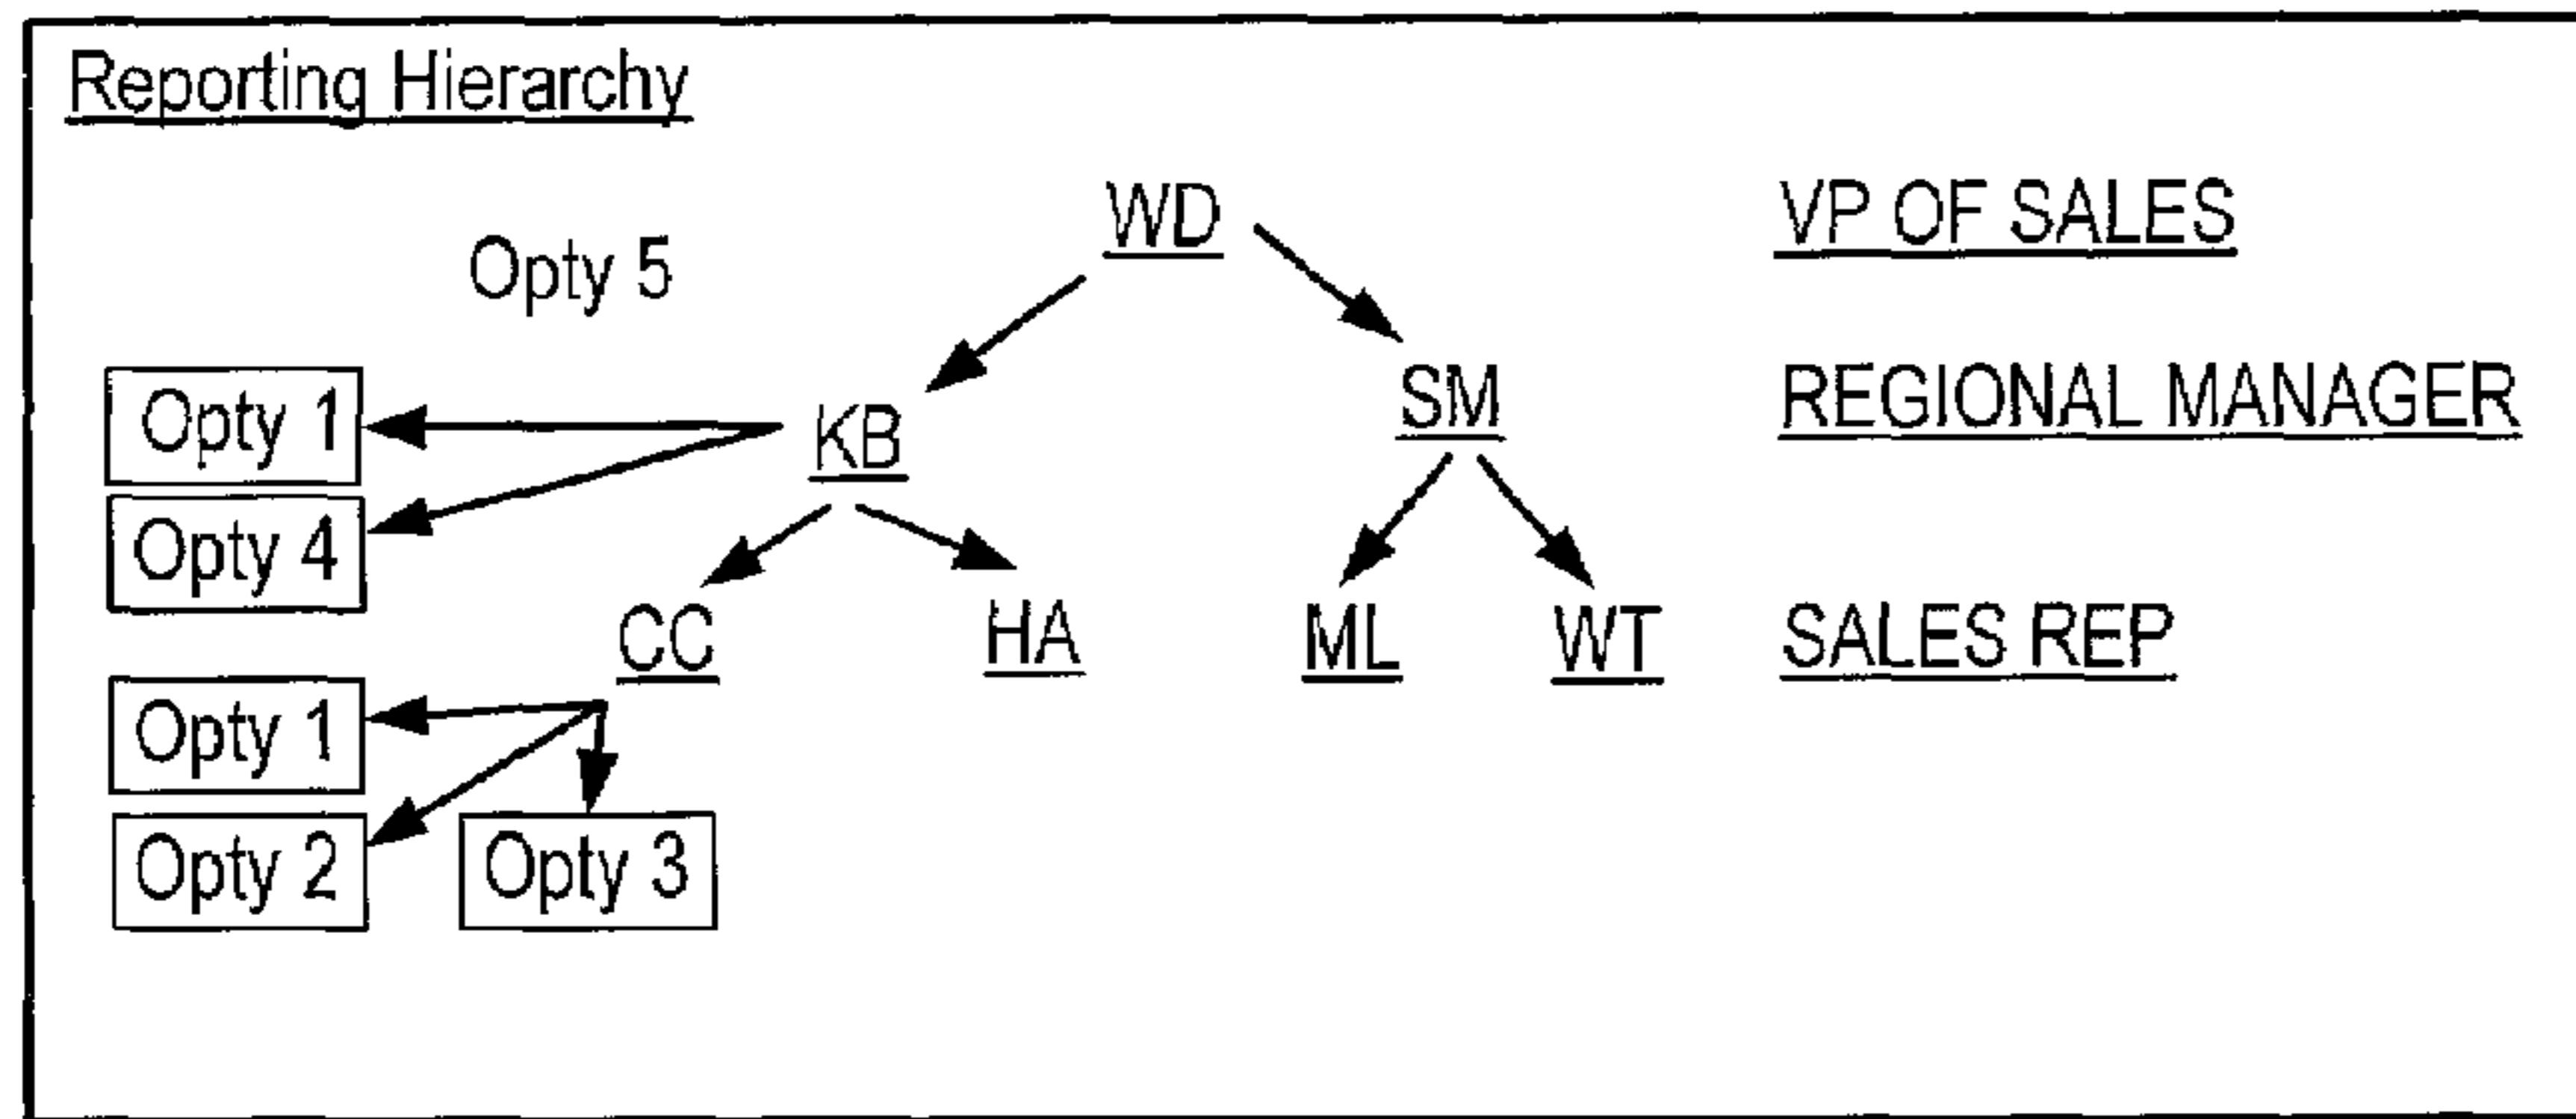 Reporting Hierarchy
WD VP OF SALES
Opty 5
SM REGIONAL MANAGER
Opty 1 KB
Opty 4
CC HA ML WT SALES REP
Opty 1
Opty 2 Opty 3